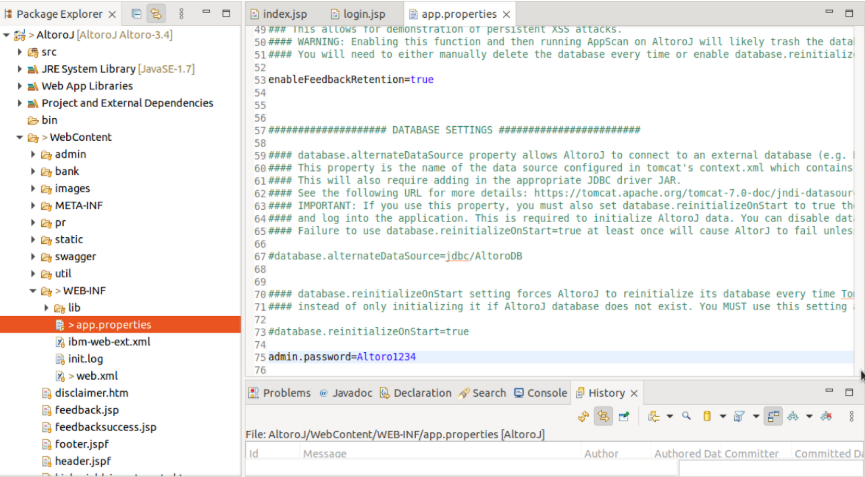 Package Explorer
AltoroJ [AltoroJ Altoro-3.4]
src
JRE System Library [JavaSE-1.7]
Web App Libraries
Project and External Dependencies
bin
> WebContent
admin
bank
images
META-INF
pr
static
swagger
util
> WEB-INF
lib
> app.properties
ibm-web-ext.xml
init.log
> web.xml
disclaimer.htm
feedback.jsp
feedbacksuccess.jsp
footer.jspf
header.jspf
index.jsp login.jsp app.properties
49 ### This allows for demonstration of persistent XSS attacks.
50 #### WARNING: Enabling this function and then running AppScan on AltoroJ will likely trash the data
51 #### You will need to either manually delete the database every time or enable database.reinitializ
52
53 enableFeedbackRetention=true
54
55
56
57 #################### DATABASE SETTINGS ########################
58
59 #### database.alternateDataSource property allows AltoroJ to connect to an external database (e.g.
60 #### This property is the name of the data source configured in tomcat's context.xml which contains
61 #### This will also require adding in the appropriate JDBC driver JAR.
62 #### See the following URL for more details: https://tomcat.apache.org/tomcat-7.0-doc/jndi-datasour
63 #### IMPORTANT: If you use this property, you must also set database.reinitializeOnStart to true the
64 #### and log into the application. This is required to initialize AltoroJ data. You can disable dat
65 #### Failure to use database.reinitializeOnStart=true at least once will cause AltorJ to fail unles
66
67 #database.alternateDataSource=jdbc/AltoroDB
68
69
70 #### database.reinitializeOnStart setting forces AltoroJ to reinitialize its database every time To
71 #### instead of only initializing it if AltoroJ database does not exist. You MUST use this setting
72
73 #database.reinitializeOnStart=true
74
75 admin.password=Altoro1234
76
Problems Javadoc Declaration Search Console History
File: AltoroJ/WebContent/WEB-INF/app.properties [AltoroJ]
Id Message Author Authored Dat Committer Committed Da